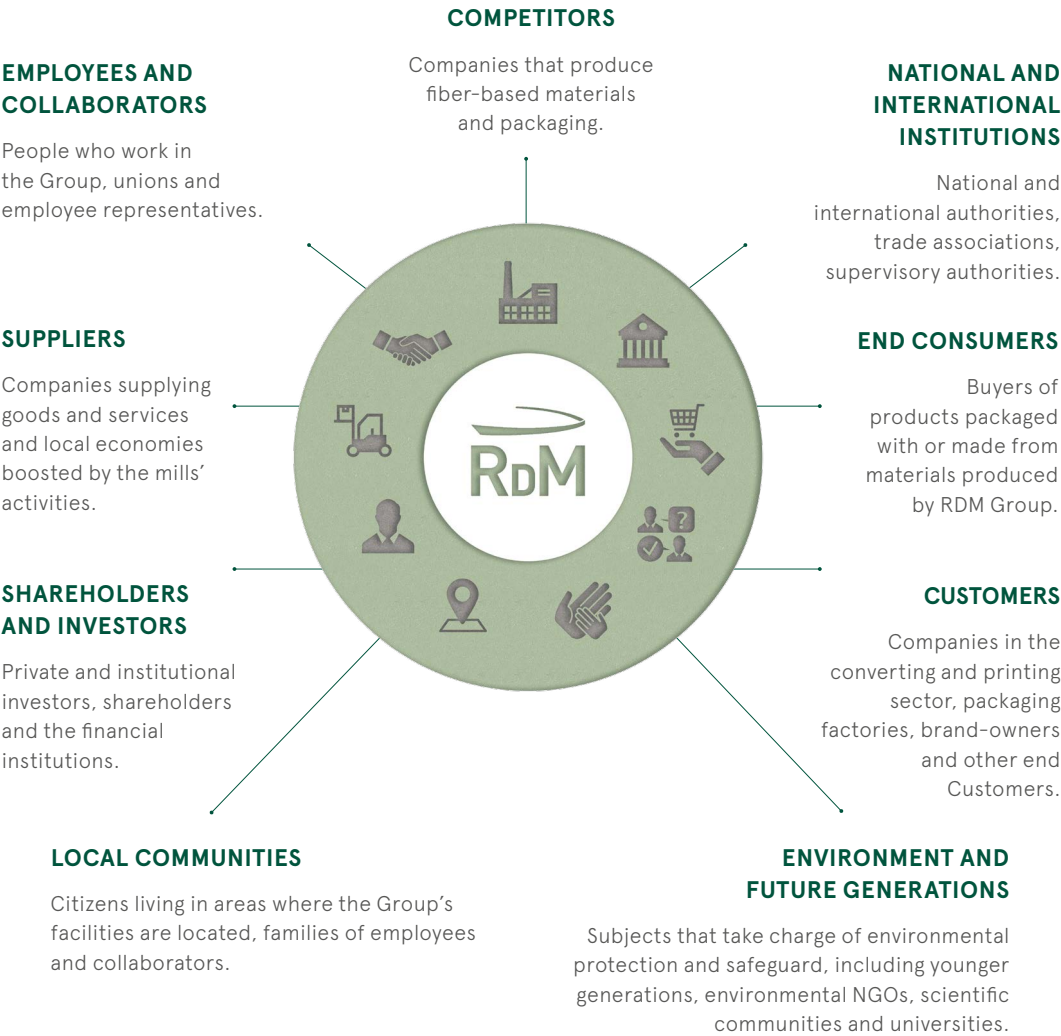 COMPETITORS
Companies that produce
fiber-based materials
and packaging.
EMPLOYEES AND
COLLABORATORS
People who work in
the Group, unions and
employee representatives.
NATIONAL AND
INTERNATIONAL
INSTITUTIONS
National and
international authorities,
trade associations,
supervisory authorities.
SUPPLIERS
Companies supplying
goods and services
and local economies
boosted by the mills’
activities.
END CONSUMERS
Buyers of
products packaged
with or made from
materials produced
by RDM Group.
RDM
?
SHAREHOLDERS
AND INVESTORS
Private and institutional
investors, shareholders
and the financial
institutions.
CUSTOMERS
Companies in the
converting and printing
sector, packaging
factories, brand-owners
and other end
Customers.
LOCAL COMMUNITIES
Citizens living in areas where the Group’s
facilities are located, families of employees
and collaborators.
ENVIRONMENT AND
FUTURE GENERATIONS
Subjects that take charge of environmental
protection and safeguard, including younger
generations, environmental NGOs, scientific
communities and universities.